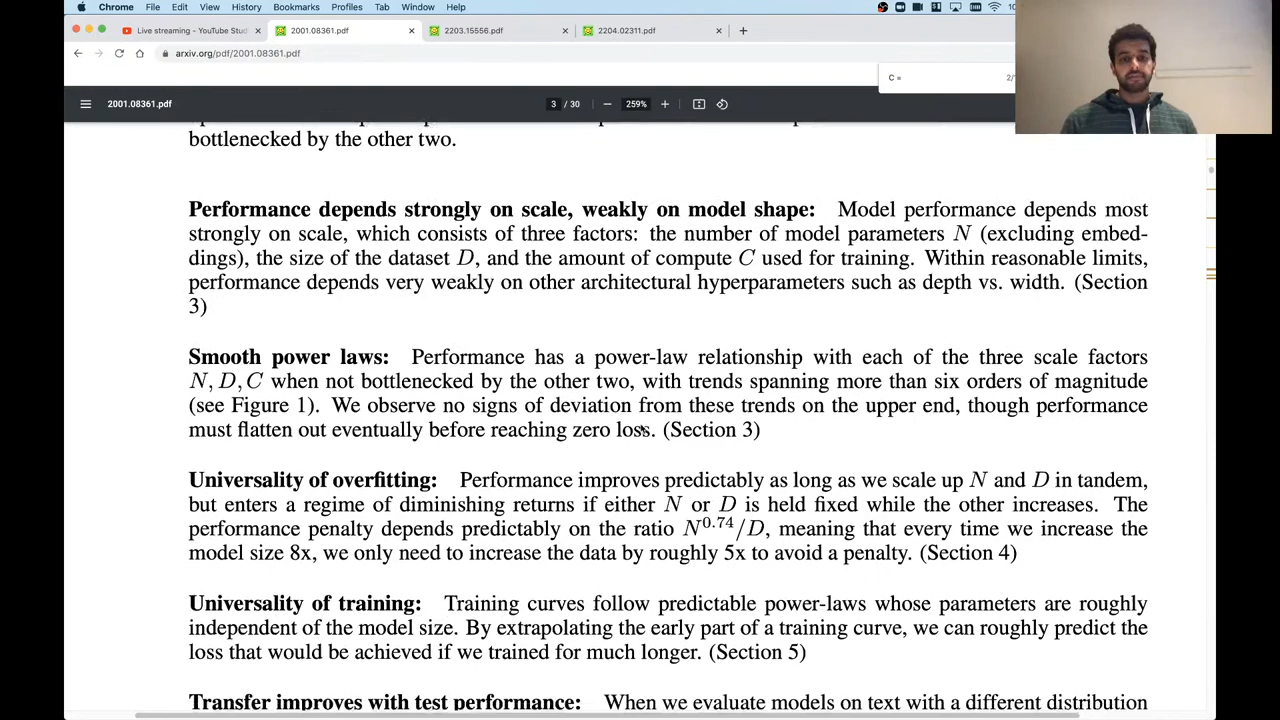 Chrome File Edit View History Bookmarks Profiles Tab Window Help
Live streaming - YouTube Stud
2001.08361.pdf
2203.15556.pdf
2204.02311.pdf
arxiv.org/pdf/2001.08361.pdf
C =
2001.08361.pdf
3 / 30
259%
bottlenecked by the other two.
Performance depends strongly on scale, weakly on model shape: Model performance depends most
strongly on scale, which consists of three factors: the number of model parameters N (excluding embed-
dings), the size of the dataset D, and the amount of compute C used for training. Within reasonable limits,
performance depends very weakly on other architectural hyperparameters such as depth vs. width. (Section
3)
Smooth power laws: Performance has a power-law relationship with each of the three scale factors
N, D, C when not bottlenecked by the other two, with trends spanning more than six orders of magnitude
(see Figure 1). We observe no signs of deviation from these trends on the upper end, though performance
must flatten out eventually before reaching zero loss. (Section 3)
Universality of overfitting: Performance improves predictably as long as we scale up N and D in tandem,
but enters a regime of diminishing returns if either N or D is held fixed while the other increases. The
performance penalty depends predictably on the ratio N^0.74/D, meaning that every time we increase the
model size 8x, we only need to increase the data by roughly 5x to avoid a penalty. (Section 4)
Universality of training: Training curves follow predictable power-laws whose parameters are roughly
independent of the model size. By extrapolating the early part of a training curve, we can roughly predict the
loss that would be achieved if we trained for much longer. (Section 5)
Transfer improves with test performance: When we evaluate models on text with a different distribution